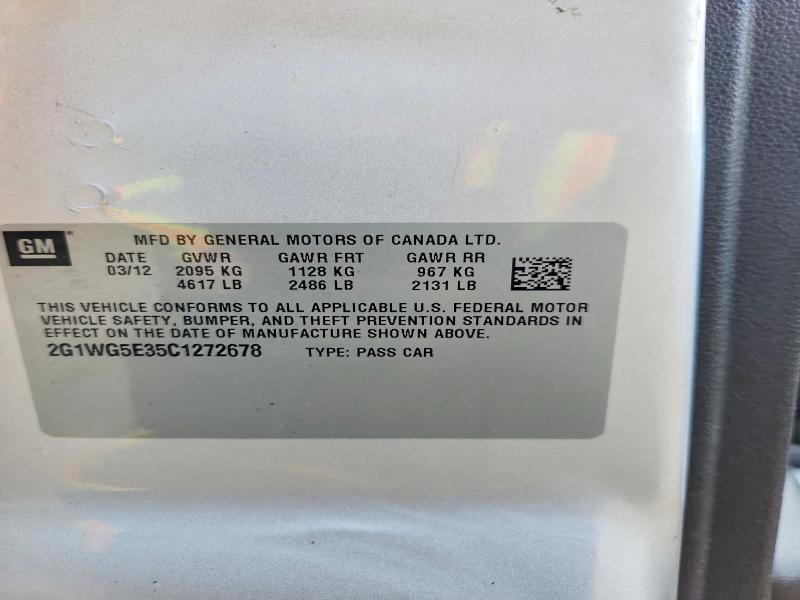 GM
MFD BY GENERAL MOTORS OF CANADA LTD.
DATE GVWR GAWR FRT GAWR RR
03/12 2095 KG 1128 KG 967 KG
4617 LB 2486 LB 2131 LB
THIS VEHICLE CONFORMS TO ALL APPLICABLE U.S. FEDERAL MOTOR
VEHICLE SAFETY, BUMPER, AND THEFT PREVENTION STANDARDS IN
EFFECT ON THE DATE OF MANUFACTURE SHOWN ABOVE.
2G1WG5E35C1272678 TYPE: PASS CAR